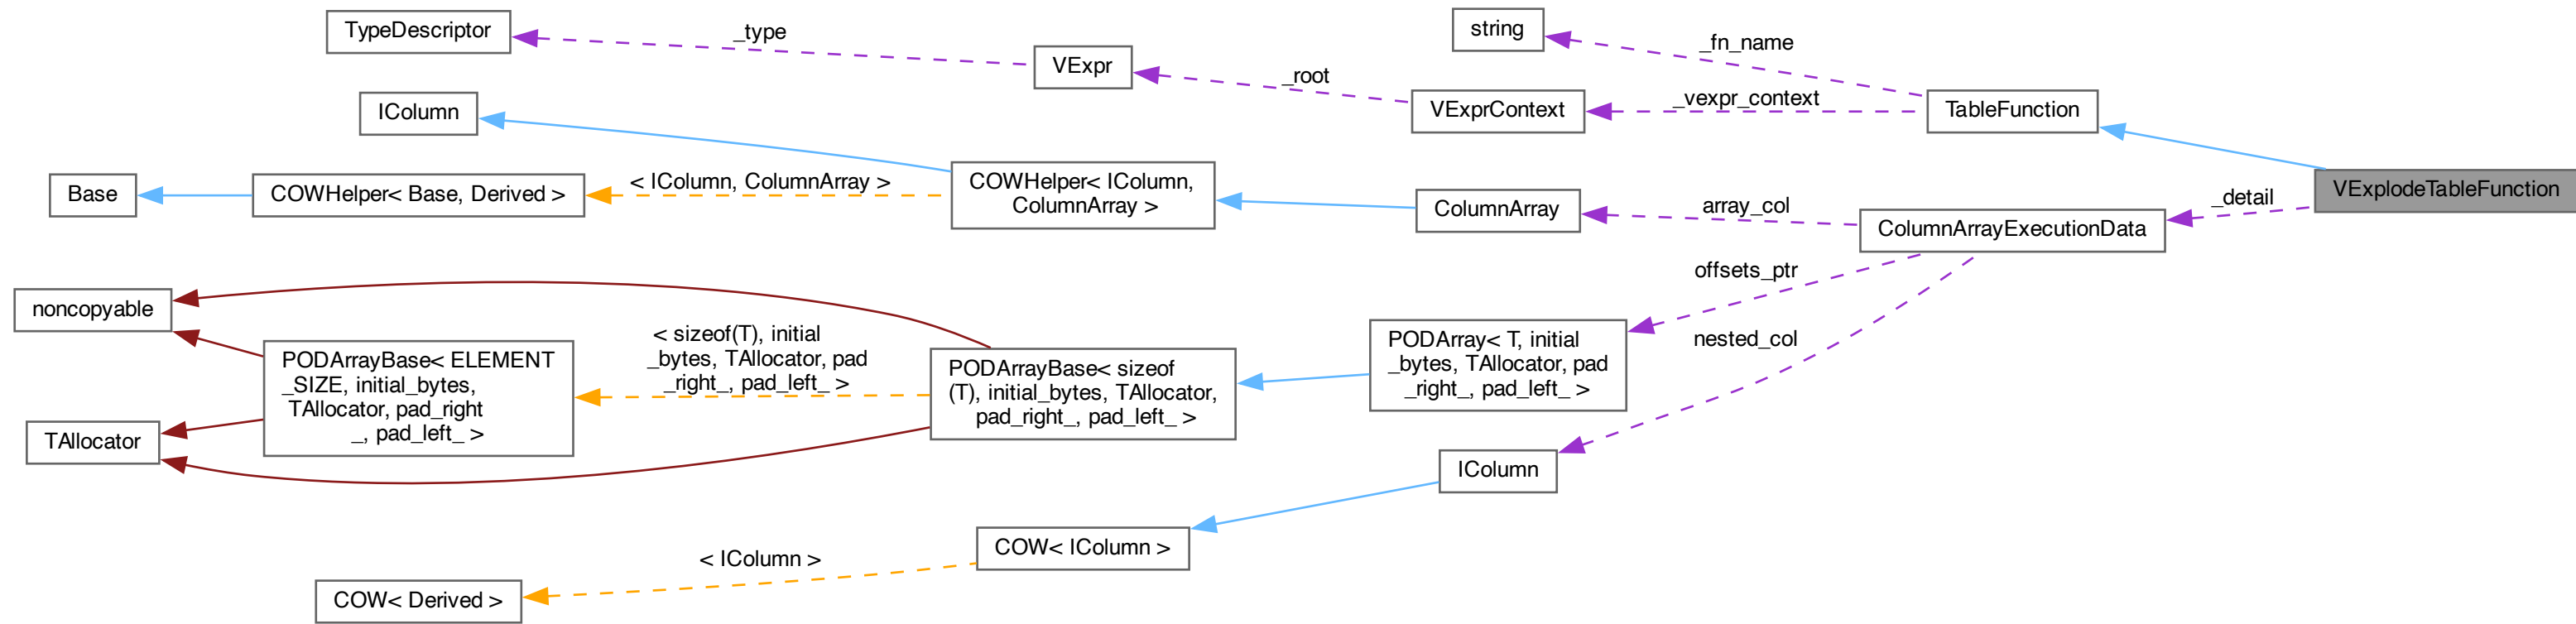 TypeDescriptor
_type
VExpr
_root
string
_fn_name
IColumn
VExprContext
_vexpr_context
TableFunction
Base
COWHelper< Base, Derived >
< IColumn, ColumnArray >
COWHelper< IColumn,
ColumnArray >
ColumnArray
array_col
ColumnArrayExecutionData
_detail
VExplodeTableFunction
noncopyable
PODArrayBase< ELEMENT
_SIZE, initial_bytes,
TAllocator, pad_right
_, pad_left_ >
< sizeof(T), initial
_bytes, TAllocator, pad
_right_, pad_left_ >
PODArrayBase< sizeof
(T), initial_bytes, TAllocator,
pad_right_, pad_left_ >
PODArray< T, initial
_bytes, TAllocator, pad
_right_, pad_left_ >
offsets_ptr
nested_col
TAllocator
IColumn
COW< IColumn >
< IColumn >
COW< Derived >